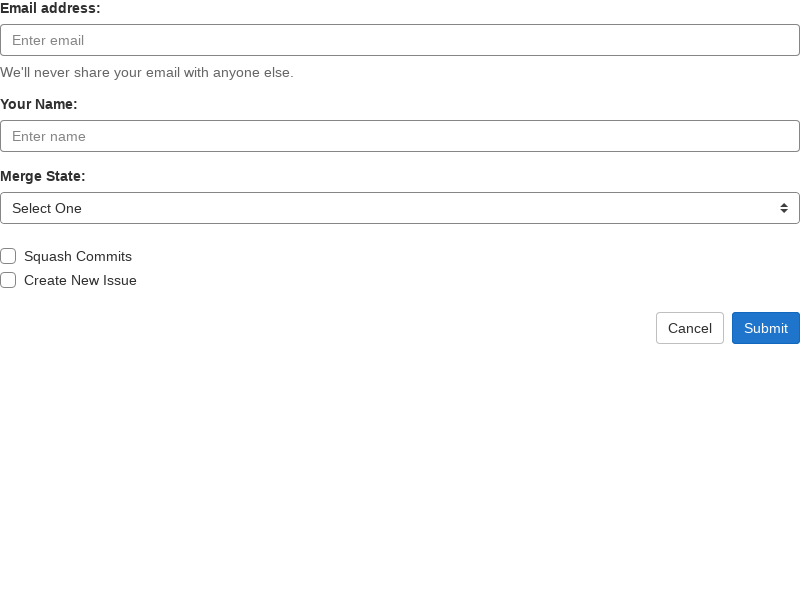 Email address:
Enter email
We'll never share your email with anyone else.
Your Name:
Enter name
Merge State:
Select One
Squash Commits
Create New Issue
Cancel Submit